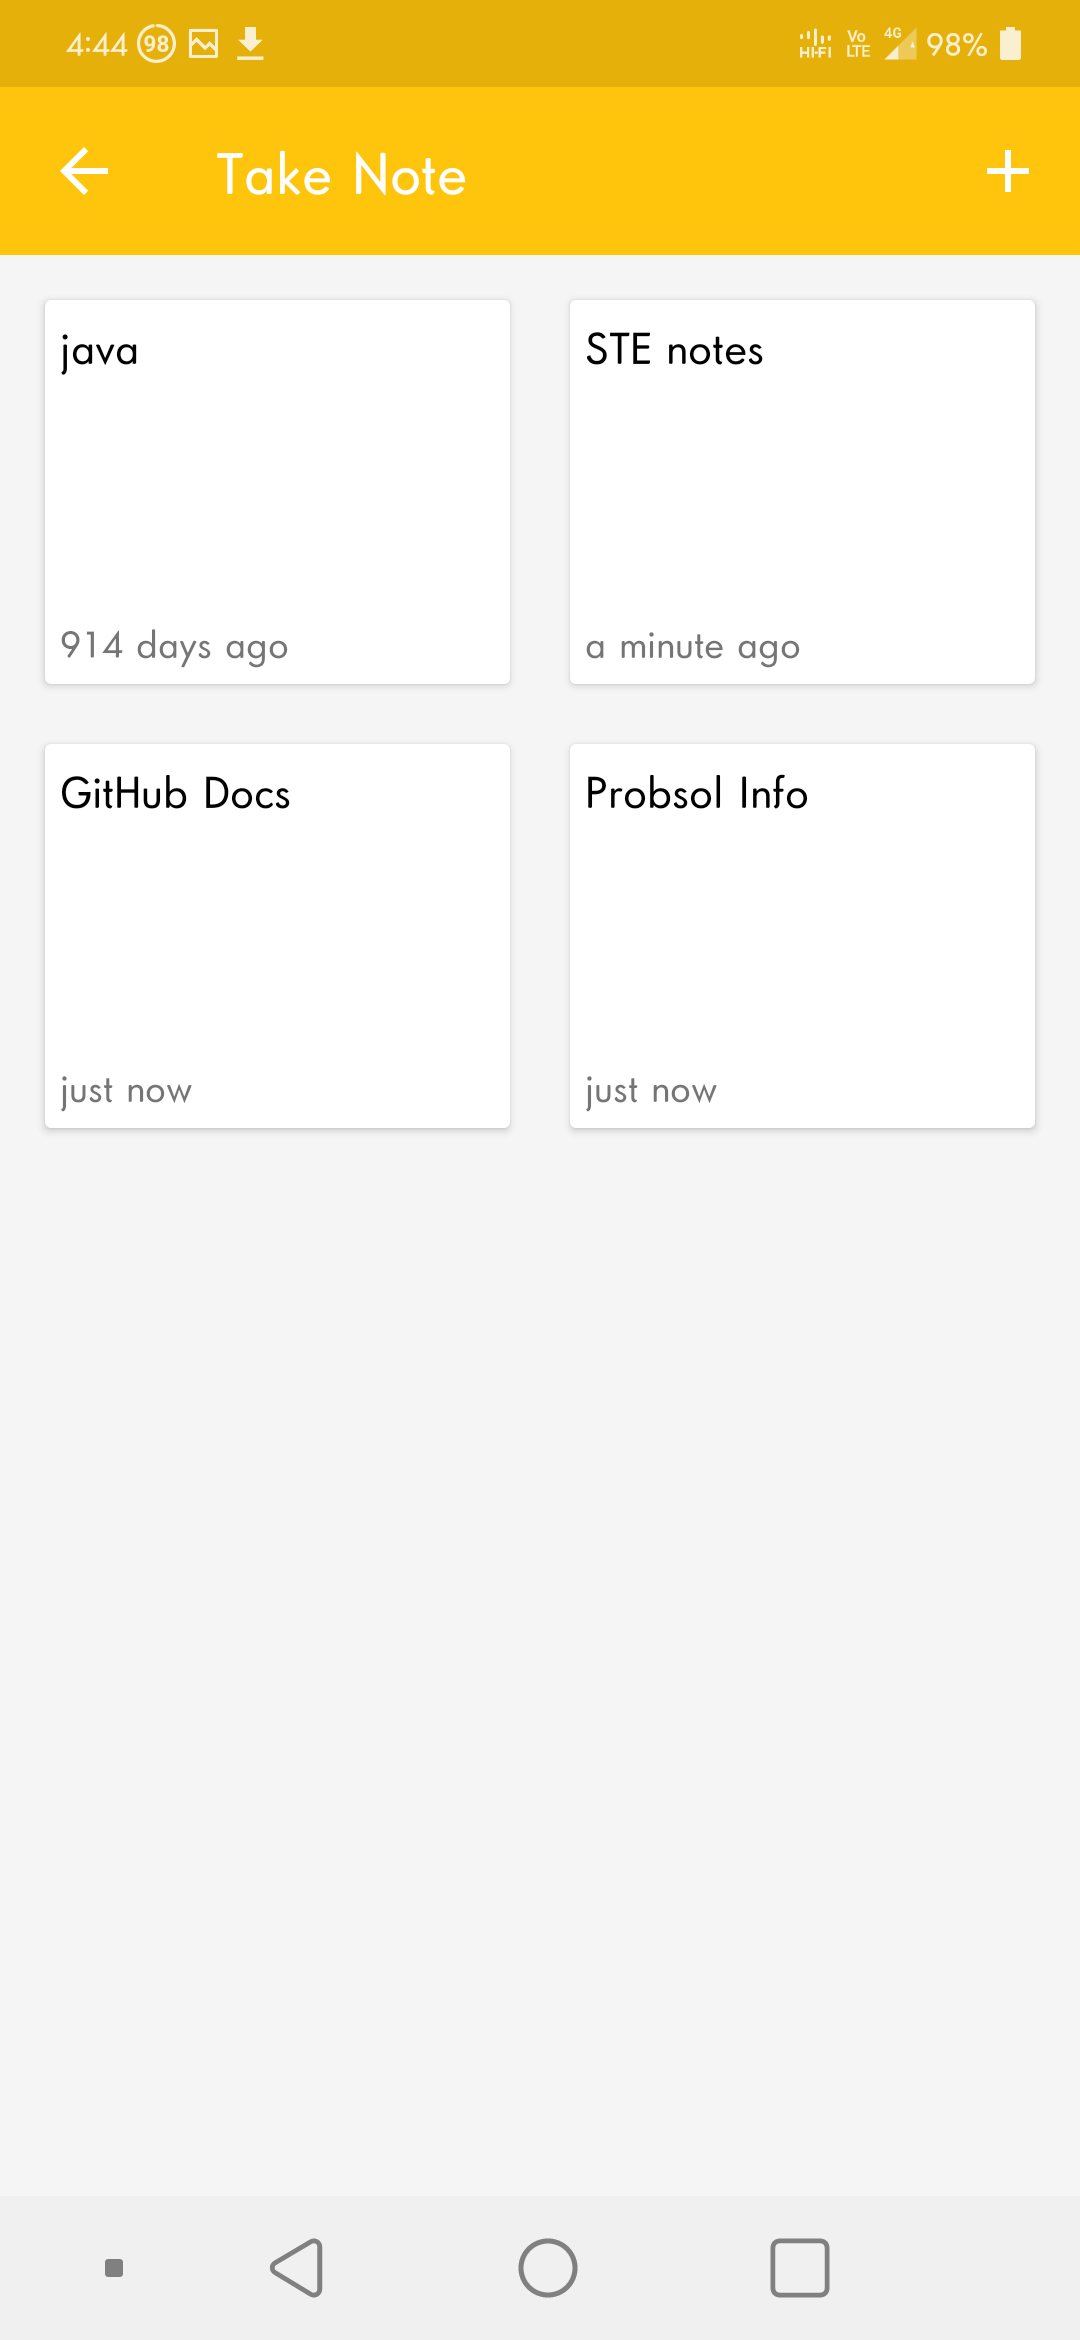 4:44 98 HI-FI Vo LTE 4G 98%
Take Note
java
914 days ago
STE notes
a minute ago
GitHub Docs
just now
Probsol Info
just now